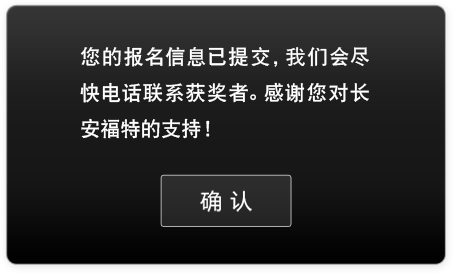 您的报名信息已提交，我们会尽
快电话联系获奖者。感谢您对长
安福特的支持！
确认